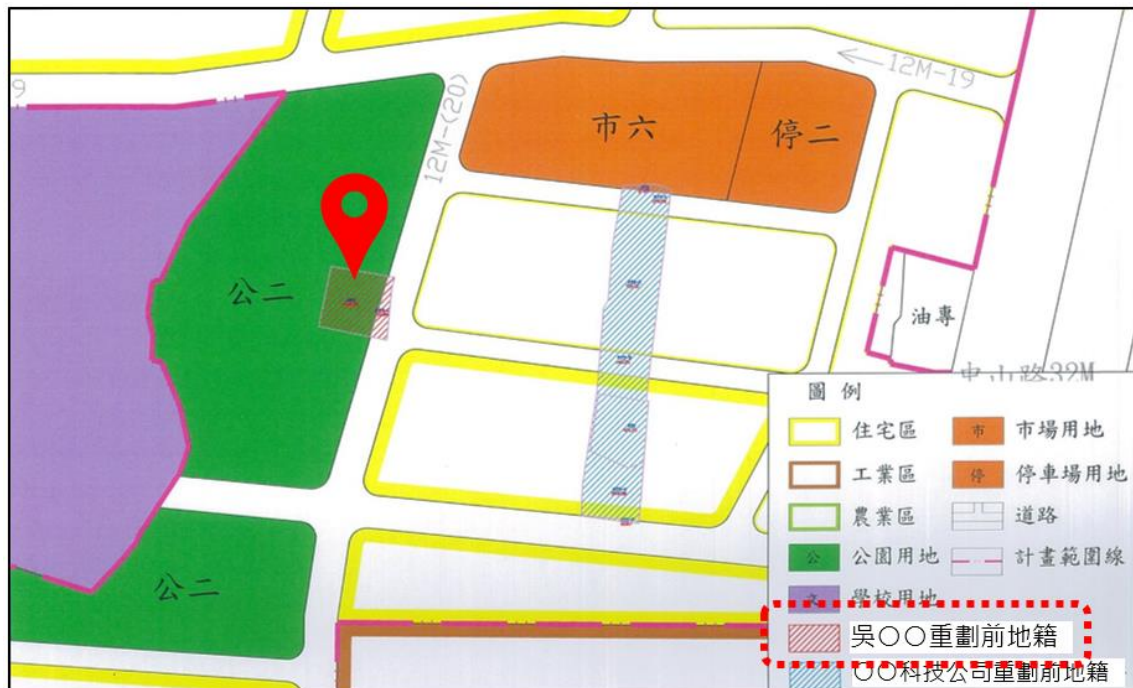 9
12M-(20)
12M-19
市六
停二
公二
油專
中山路32M
公二
圖例
住宅區
市 市場用地
工業區
停 停車場用地
農業區
道路
公 公園用地
計畫範圍線
文 學校用地
吳〇〇重劃前地籍
〇〇科技公司重劃前地籍